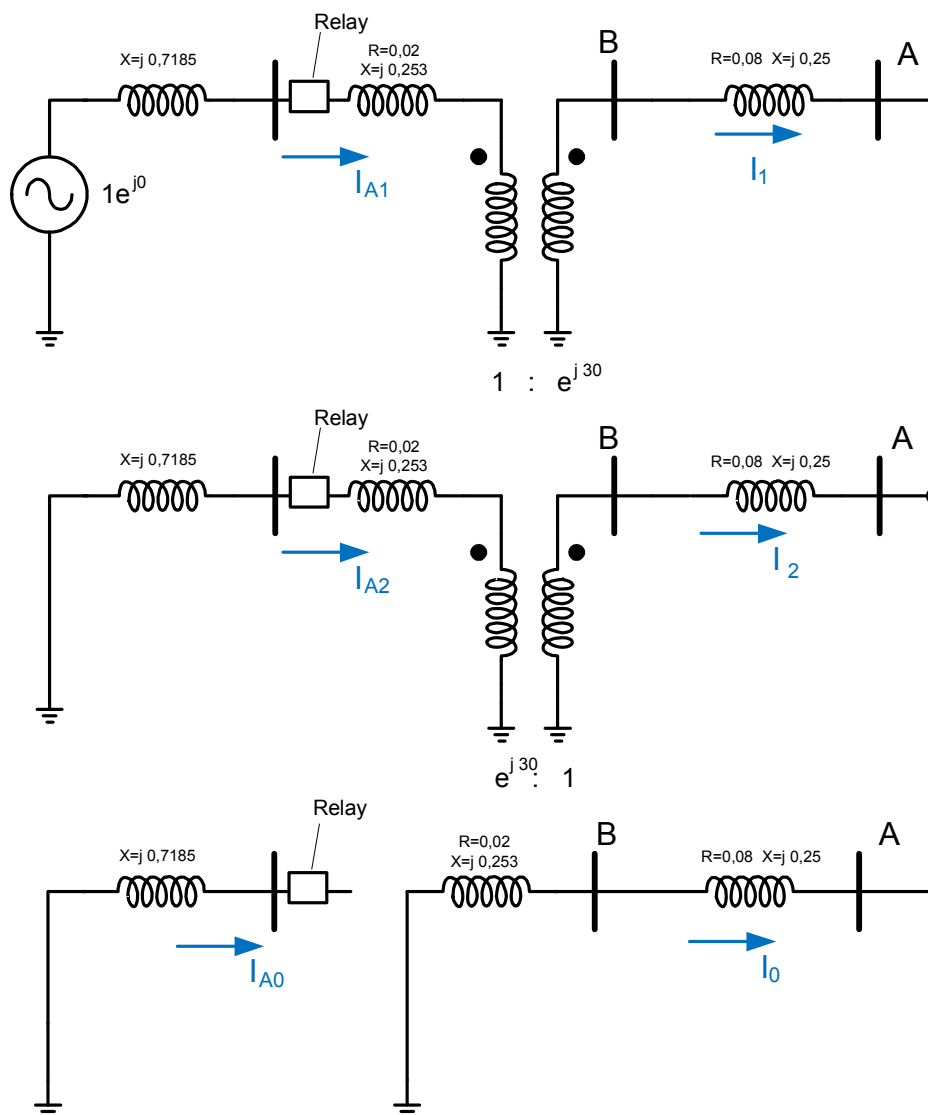 Relay
X=j 0,7185
R=0,02
X=j 0,253
B
R=0,08 X=j 0,25
A
1e^j0
I_A1
I_1
1 : e^j 30
Relay
X=j 0,7185
R=0,02
X=j 0,253
B
R=0,08 X=j 0,25
A
I_A2
I_2
e^j 30 : 1
Relay
X=j 0,7185
R=0,02
X=j 0,253
B
R=0,08 X=j 0,25
A
I_A0
I_0